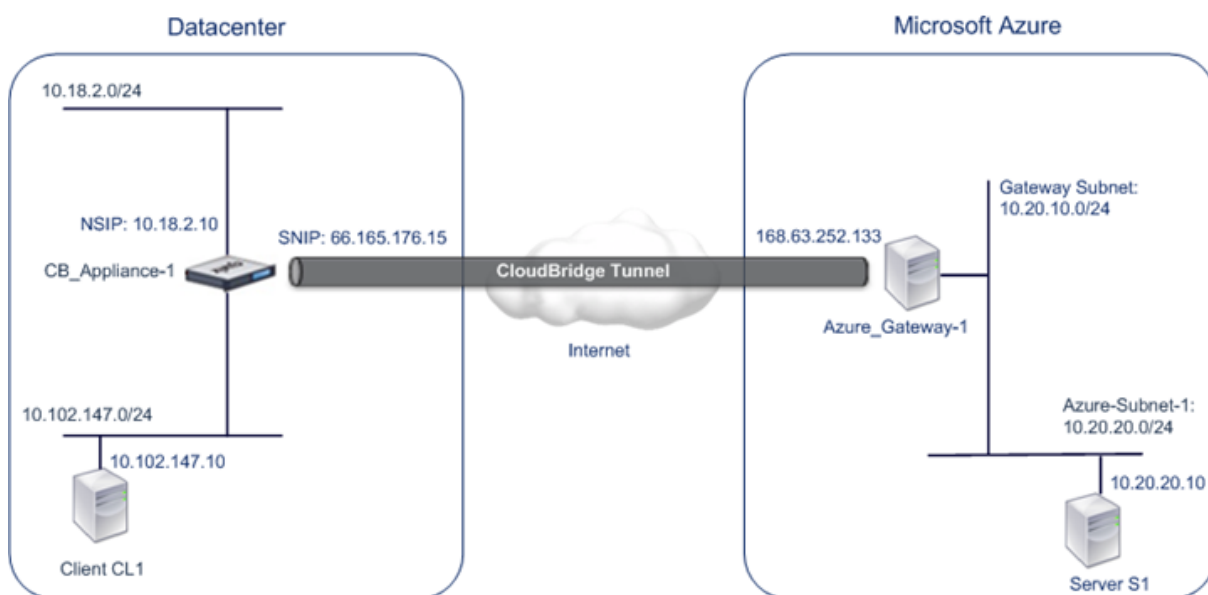 Datacenter
Microsoft Azure
10.18.2.0/24
NSIP: 10.18.2.10
SNIP: 66.165.176.15
CB_Appliance-1
CloudBridge Tunnel
Internet
168.63.252.133
Azure_Gateway-1
Gateway Subnet:
10.20.10.0/24
10.102.147.0/24
10.102.147.10
Client CL1
Azure-Subnet-1:
10.20.20.0/24
10.20.20.10
Server S1